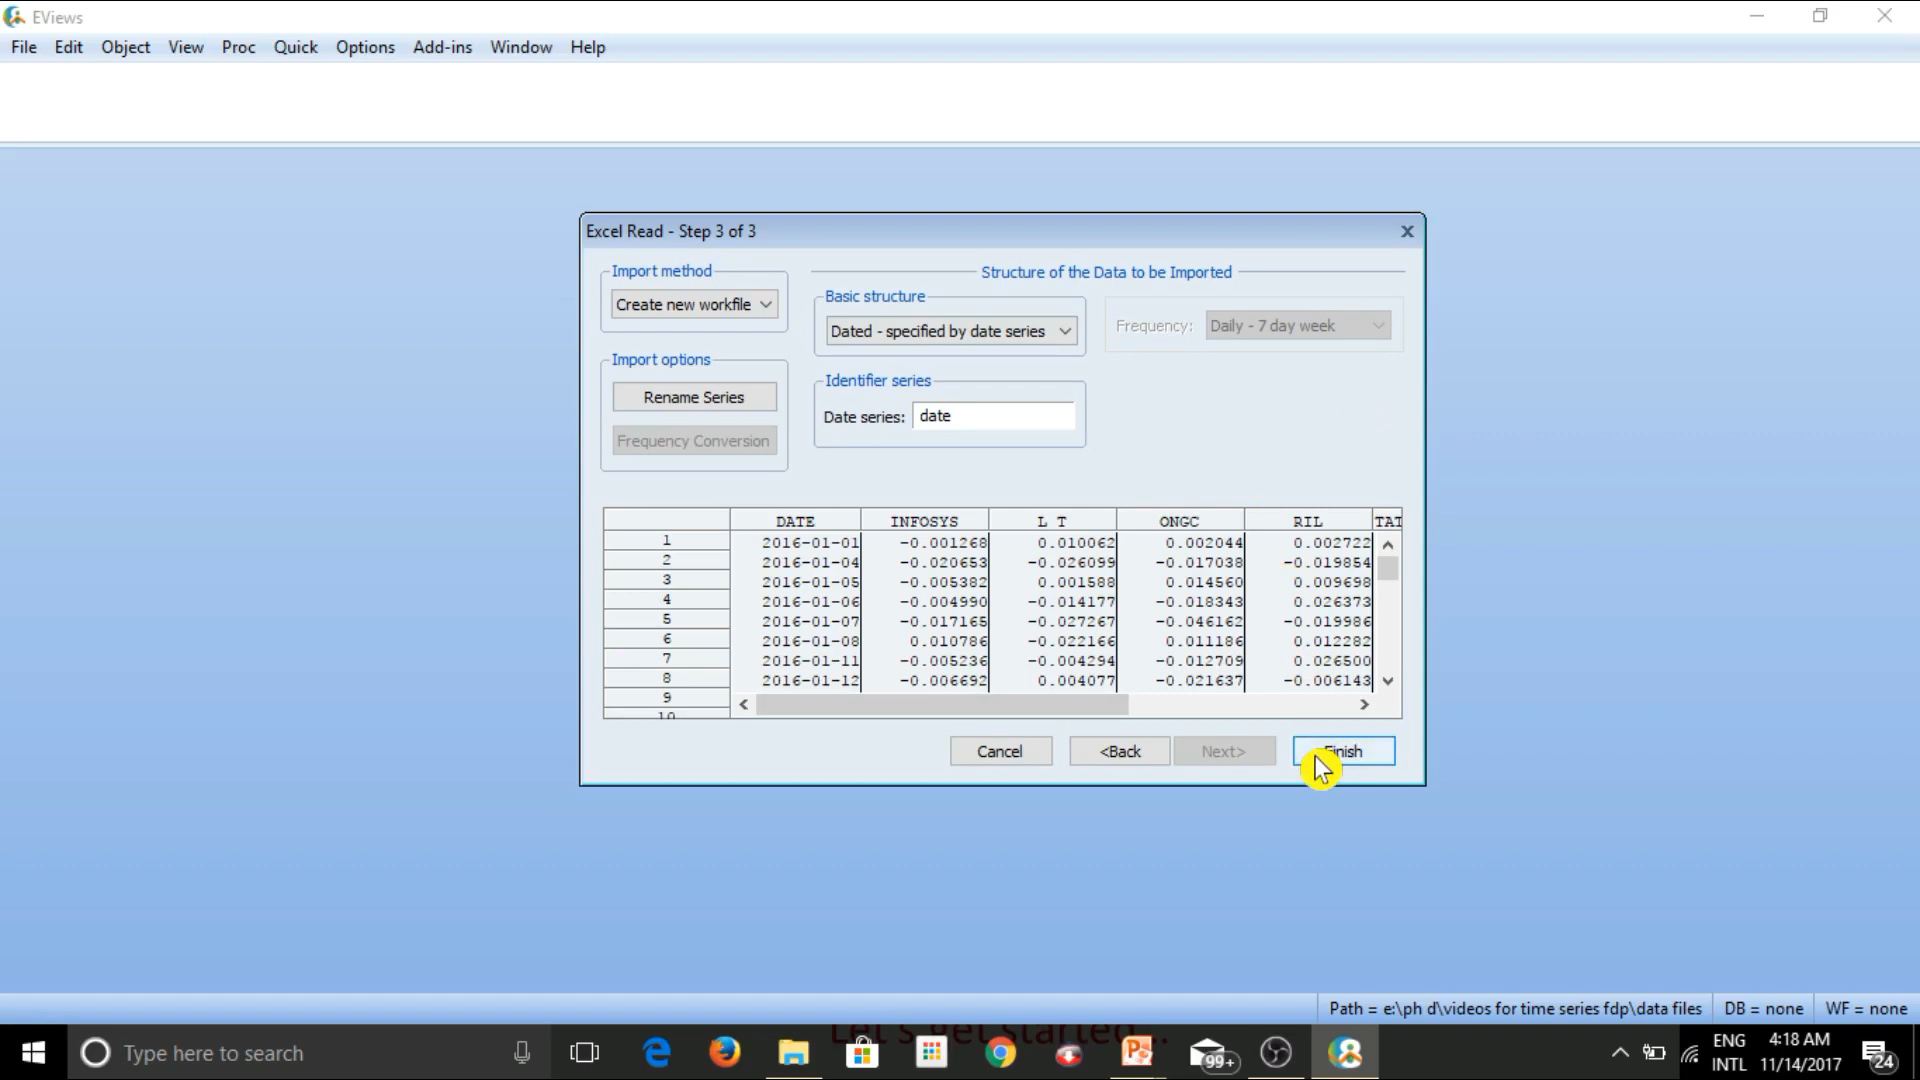 EViews
File Edit Object View Proc Quick Options Add-ins Window Help
Excel Read - Step 3 of 3
Import method
Create new workfile
Import options
Rename Series
Frequency Conversion
Structure of the Data to be Imported
Basic structure
Dated - specified by date series
Frequency: Daily - 7 day week
Identifier series
Date series: date
DATE INFOSYS L T ONGC RIL TAT
1 2016-01-01 -0.001268 0.010062 0.002044 0.002722
2 2016-01-04 -0.020653 -0.026099 -0.017038 -0.019854
3 2016-01-05 -0.005382 0.001588 0.014560 0.009698
4 2016-01-06 -0.004990 -0.014177 -0.018343 0.026373
5 2016-01-07 -0.017165 -0.027267 -0.046162 -0.019986
6 2016-01-08 0.010786 -0.022166 0.011186 0.012282
7 2016-01-11 -0.005236 -0.004294 -0.012709 0.026500
8 2016-01-12 -0.006692 0.004077 -0.021637 -0.006143
9
10
Cancel <Back Next> Finish
Path = e:\ph d\videos for time series fdp\data files DB = none WF = none
Let's get started...
Type here to search
99+
ENG
INTL
4:18 AM
11/14/2017
24